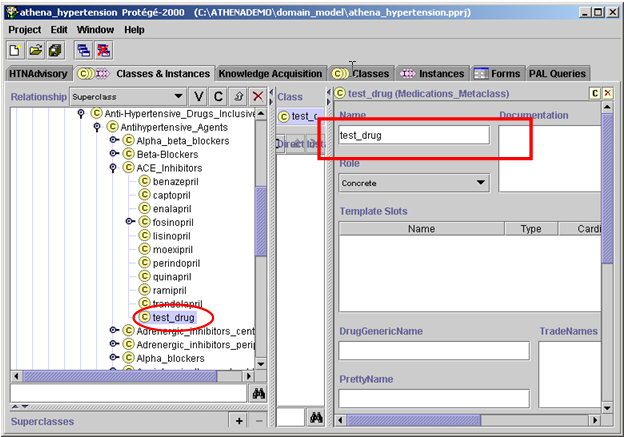 athena_hypertension Protégé-2000 (C:\ATHENADEMO\domain_model\athena_hypertension.pprj)
Project Edit Window Help
HTNAdvisory C I Classes & Instances Knowledge Acquisition C Classes I Instances Forms PAL Queries
Relationship Superclass V C
Class
C test_drug (Medications_Metaclass) C
Anti-Hypertensive_Drugs_Inclusive
Antihypertensive_Agents
Alpha_beta_blockers
Beta-Blockers
ACE_Inhibitors
benazepril
captopril
enalapril
fosinopril
lisinopril
moexipril
perindopril
quinapril
ramipril
trandolapril
test_drug
Adrenergic_inhibitors_cent
Adrenergic_inhibitors_perip
Alpha_blockers
Superclasses + −
C test_c
Direct Insta
Name
test_drug
Documentation
Role
Concrete
Template Slots
Name Type Cardi
DrugGenericName
TradeNames
PrettyName